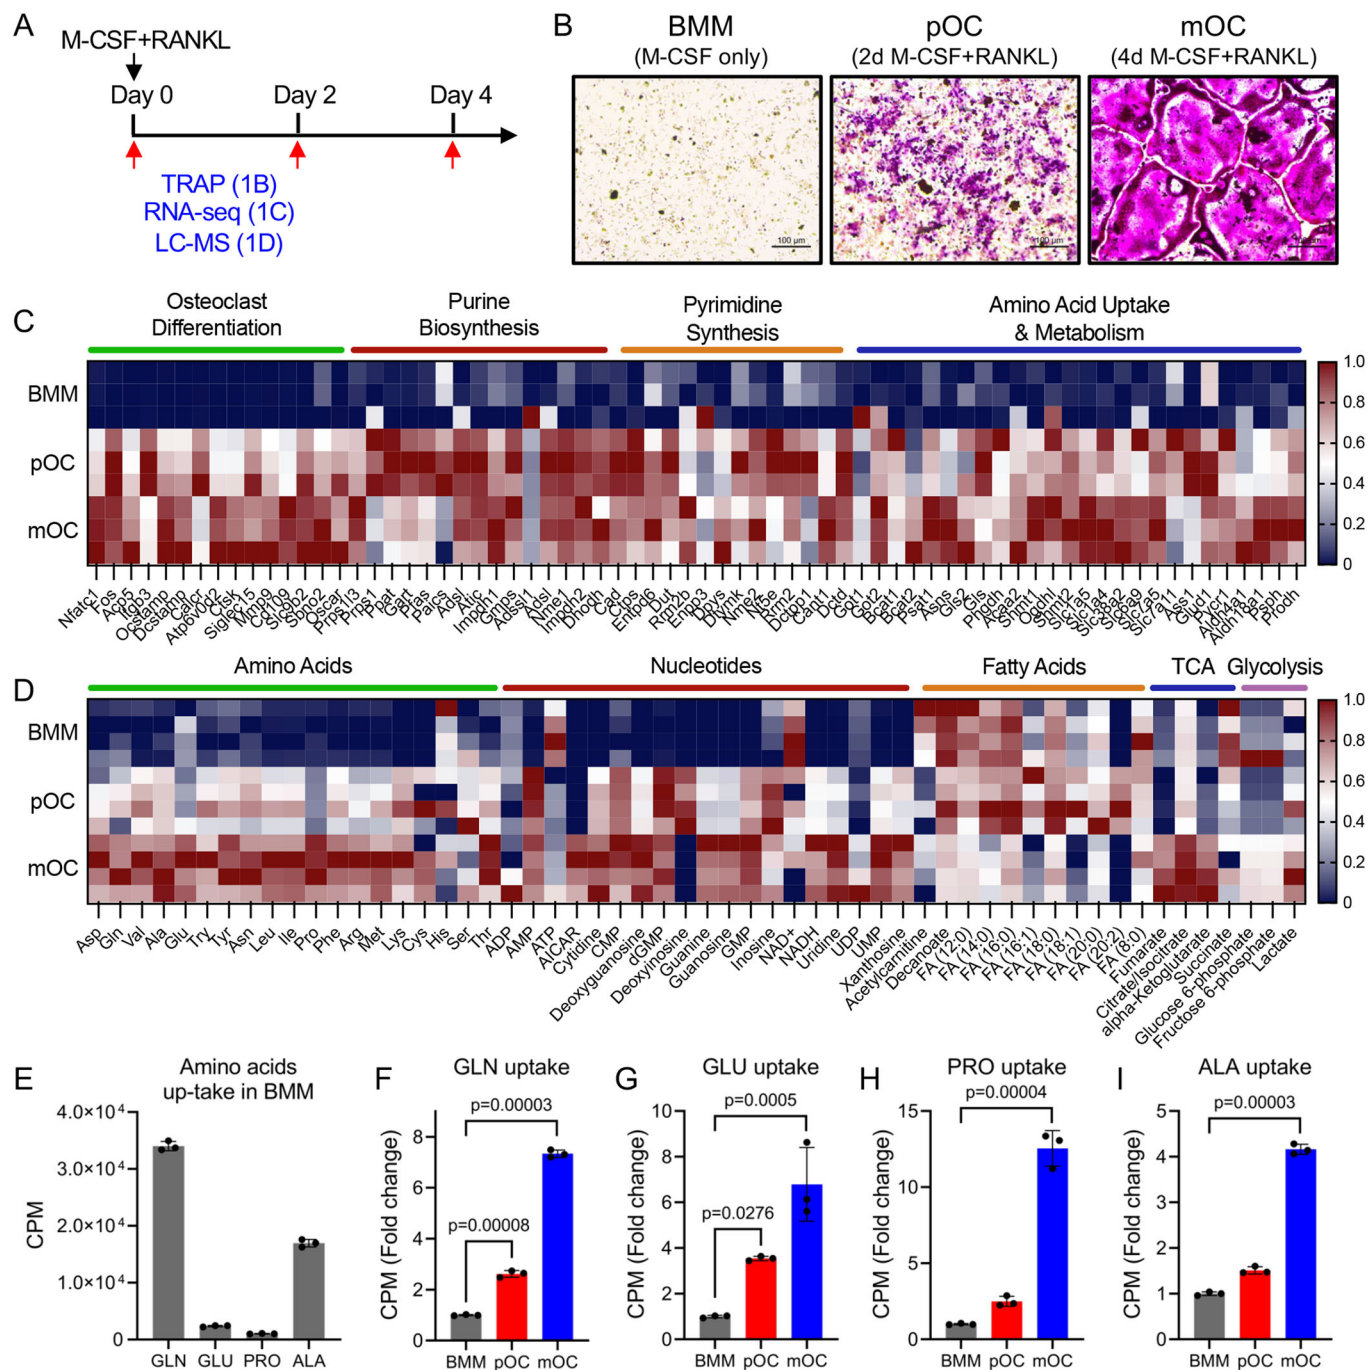 A
M-CSF+RANKL
Day 0
Day 2
Day 4
TRAP (1B)
RNA-seq (1C)
LC-MS (1D)
B
BMM
(M-CSF only)
pOC
(2d M-CSF+RANKL)
mOC
(4d M-CSF+RANKL)
100 µm
100 µm
100 µm
C
Osteoclast
Differentiation
Purine
Biosynthesis
Pyrimidine
Synthesis
Amino Acid Uptake
& Metabolism
BMM
pOC
mOC
1.0
0.8
0.6
0.4
0.2
0
Nfatc1
Fos
Acp5
Itgb3
Ocstamp
Dcstamp
Calcr
Atp6v0d2
Ctsk
Siglec15
Mmp9
Cd109
Slc9b2
Sbno2
Oscar
Prps1l3
Prps1
Ppat
Gart
Pfas
Paics
Adsl
Atic
Impdh1
Gmps
Adssl1
Adsl
Nme1
Impdh2
Dhodh
Cad
Ctps
Entpd6
Dut
Rrm2b
Enpp3
Dpys
Dtymk
Nme2
Rrm2
Dctpp1
Cant1
Dctd
Got1
Got2
Bcat1
Bcat2
Psat1
Asns
Gls2
Gls
Phgdh
Acaa2
Shmt1
Ogdhl
Shmt2
Slc1a5
Slc38a2
Slc7a5
Slc7a11
Ass1
Glud1
Pycr1
Aldh4a1
Aldh18a1
Psph
Prodh
D
Amino Acids
Nucleotides
Fatty Acids
TCA
Glycolysis
BMM
pOC
mOC
1.0
0.8
0.6
0.4
0.2
0
Asp
Gln
Val
Ala
Glu
Try
Tyr
Asn
Leu
Ile
Pro
Phe
Arg
Met
Lys
Cys
His
Ser
Thr
ADP
AMP
ATP
AICAR
Cytidine
CMP
Deoxyguanosine
dGMP
Deoxyinosine
Guanine
Guanosine
GMP
Inosine
NAD+
NADH
Uridine
UDP
UMP
Xanthosine
Acetylcarnitine
Decanoate
FA (12:0)
FA (14:0)
FA (16:0)
FA (16:1)
FA (18:0)
FA (18:1)
FA (20:0)
FA (20:2)
FA (8:0)
Fumarate
Citrate/Isocitrate
alpha-Ketoglutarate
Succinate
Glucose 6-phosphate
Fructose 6-phosphate
Lactate
E
Amino acids
up-take in BMM
CPM
4.0×10⁴
3.0×10⁴
2.0×10⁴
1.0×10⁴
0
GLN GLU PRO ALA
F
GLN uptake
CPM (Fold change)
p=0.00003
p=0.00008
8
6
4
2
0
BMM pOC mOC
G
GLU uptake
CPM (Fold change)
p=0.0005
p=0.0276
10
8
6
4
2
0
BMM pOC mOC
H
PRO uptake
CPM (Fold change)
p=0.00004
15
10
5
0
BMM pOC mOC
I
ALA uptake
CPM (Fold change)
p=0.00003
5
4
3
2
1
0
BMM pOC mOC